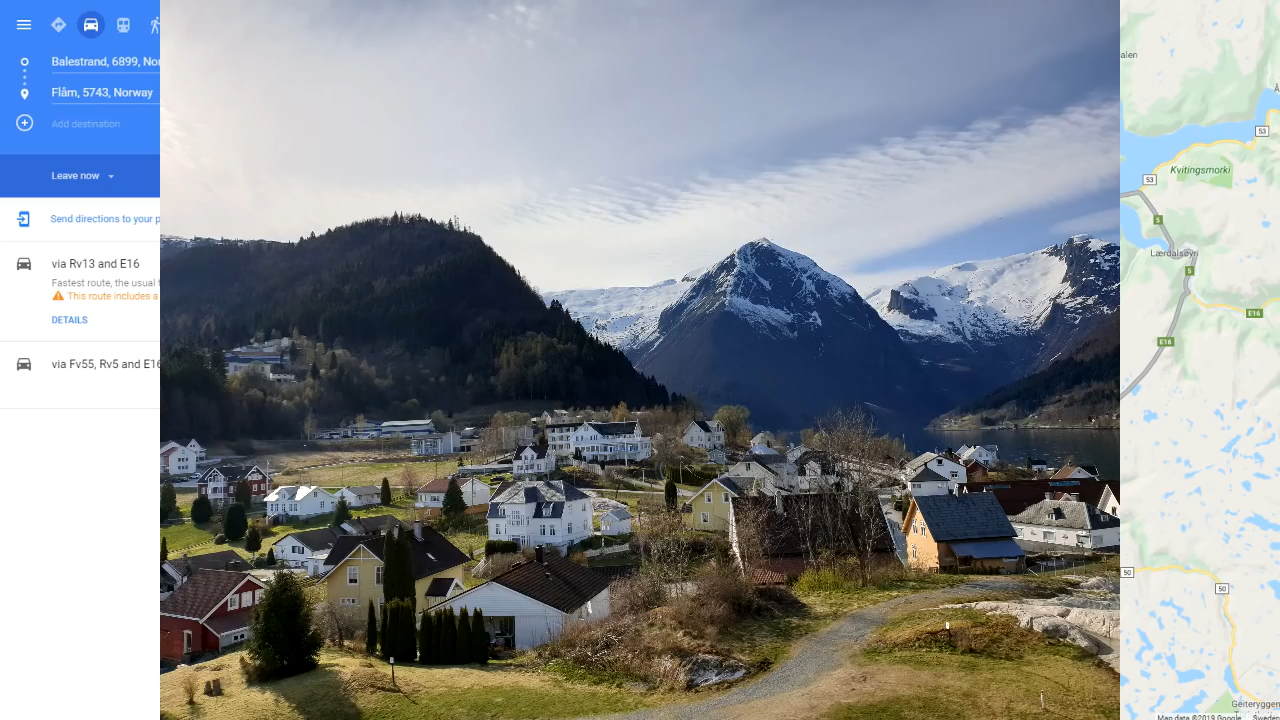 Balestrand, 6899, Nor
Flåm, 5743, Norway
Add destination
Leave now
Send directions to your p
via Rv13 and E16
Fastest route, the usual t
This route includes a
DETAILS
via Fv55, Rv5 and E16
alen
Å
53
Kvitingsmorki
53
5
Lærdalsøyri
5
E16
E16
50
50
Geiteryggen
Map data ©2019 Google
Sweden